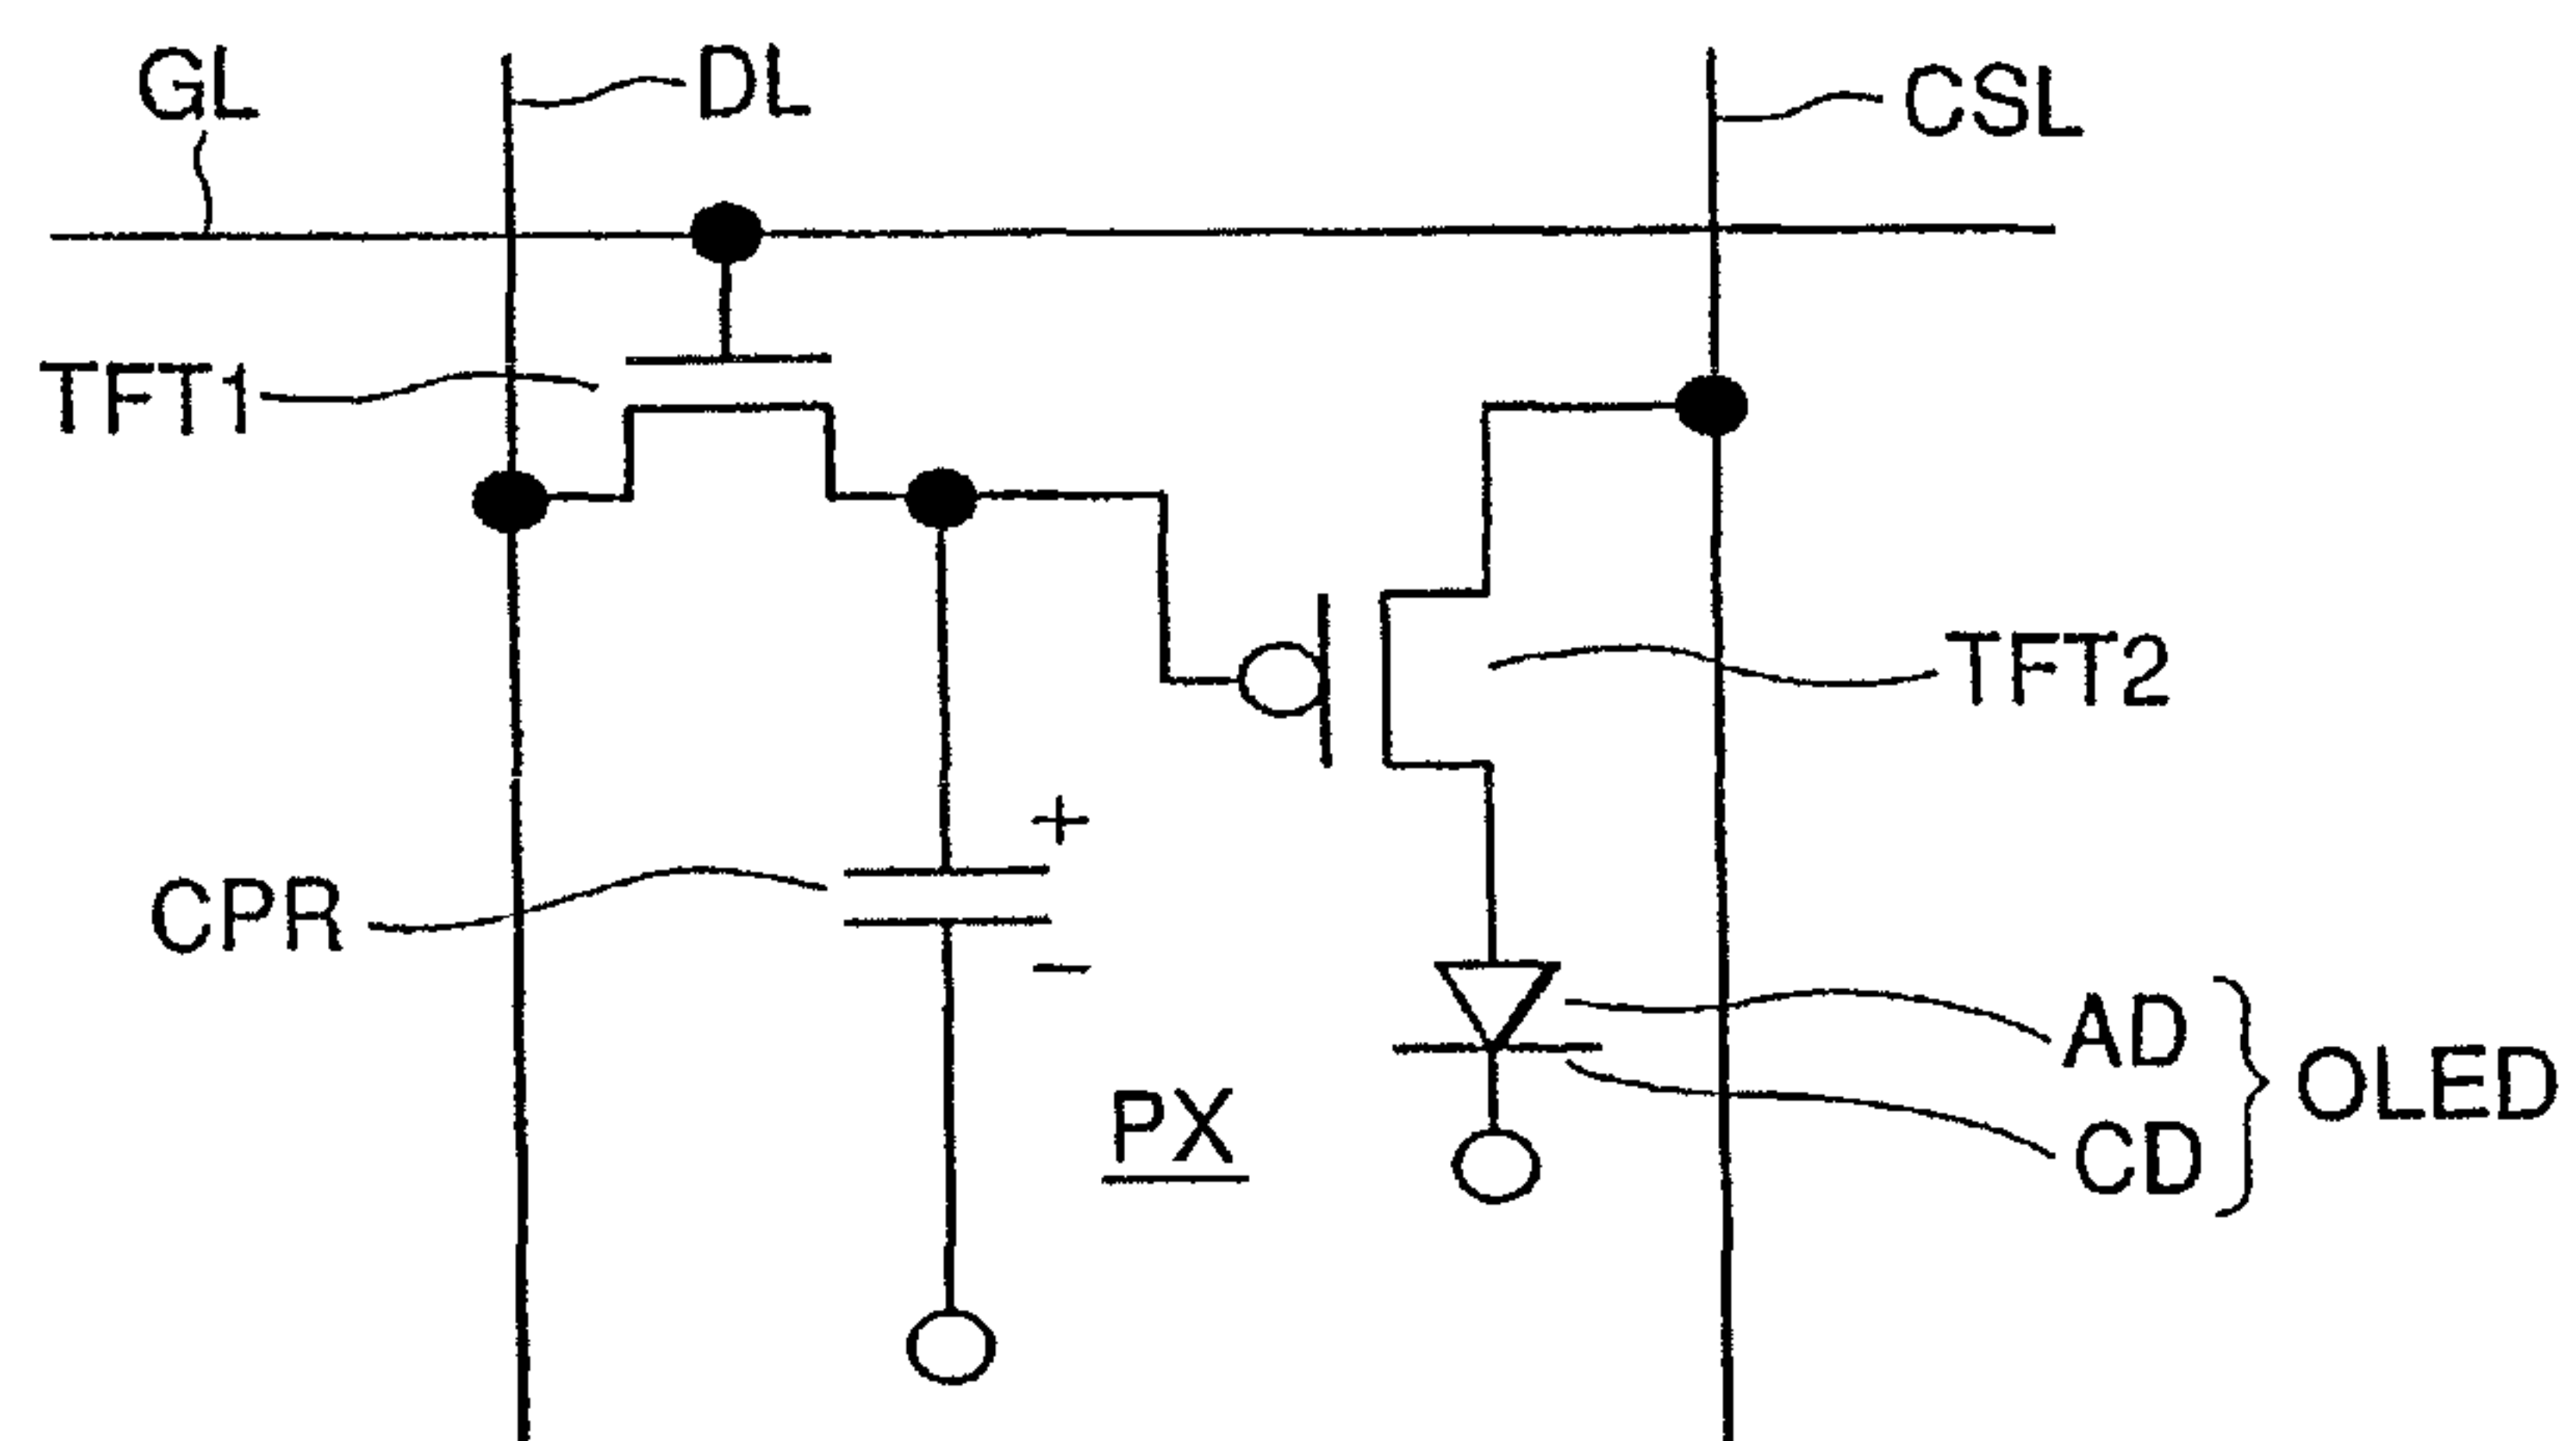 GL
DL
CSL
TFT1
TFT2
+
CPR
−
AD
OLED
PX
CD